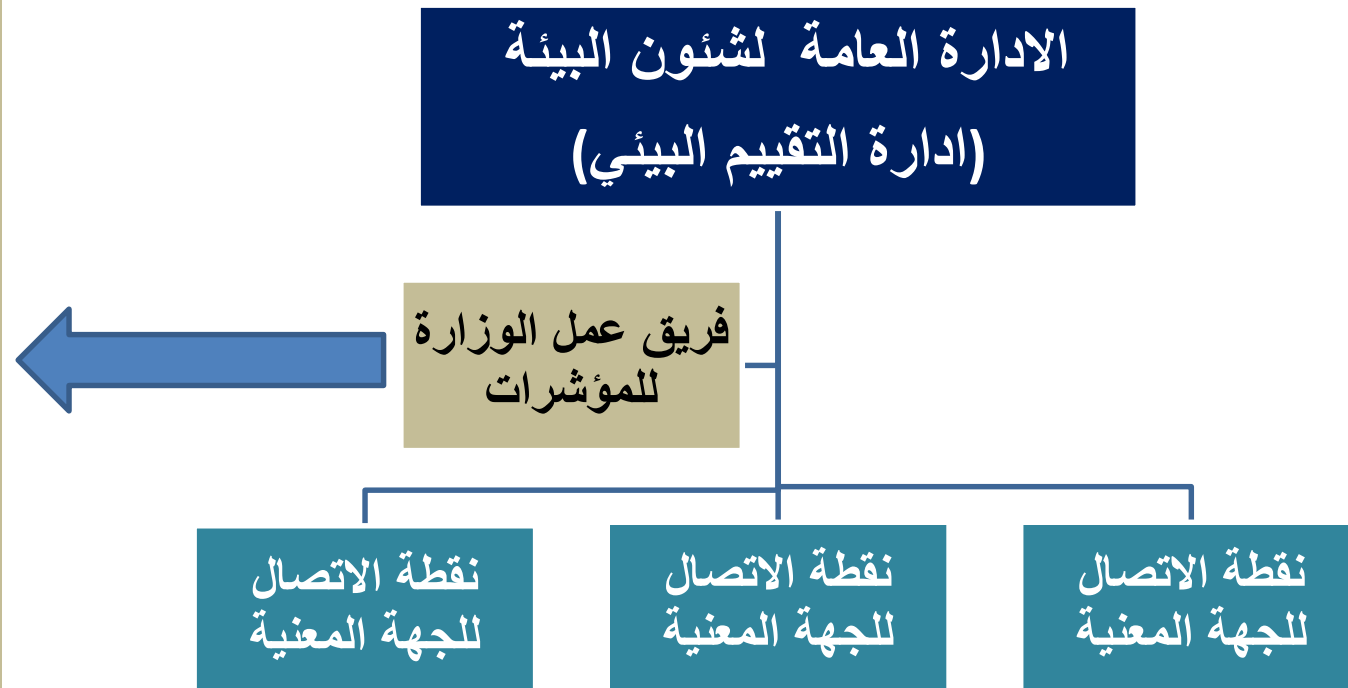 الادارة العامة لشئون البيئة
(ادارة التقييم البيئي)
فريق عمل الوزارة
للمؤشرات
نقطة الاتصال
للجهة المعنية
نقطة الاتصال
للجهة المعنية
نقطة الاتصال
للجهة المعنية